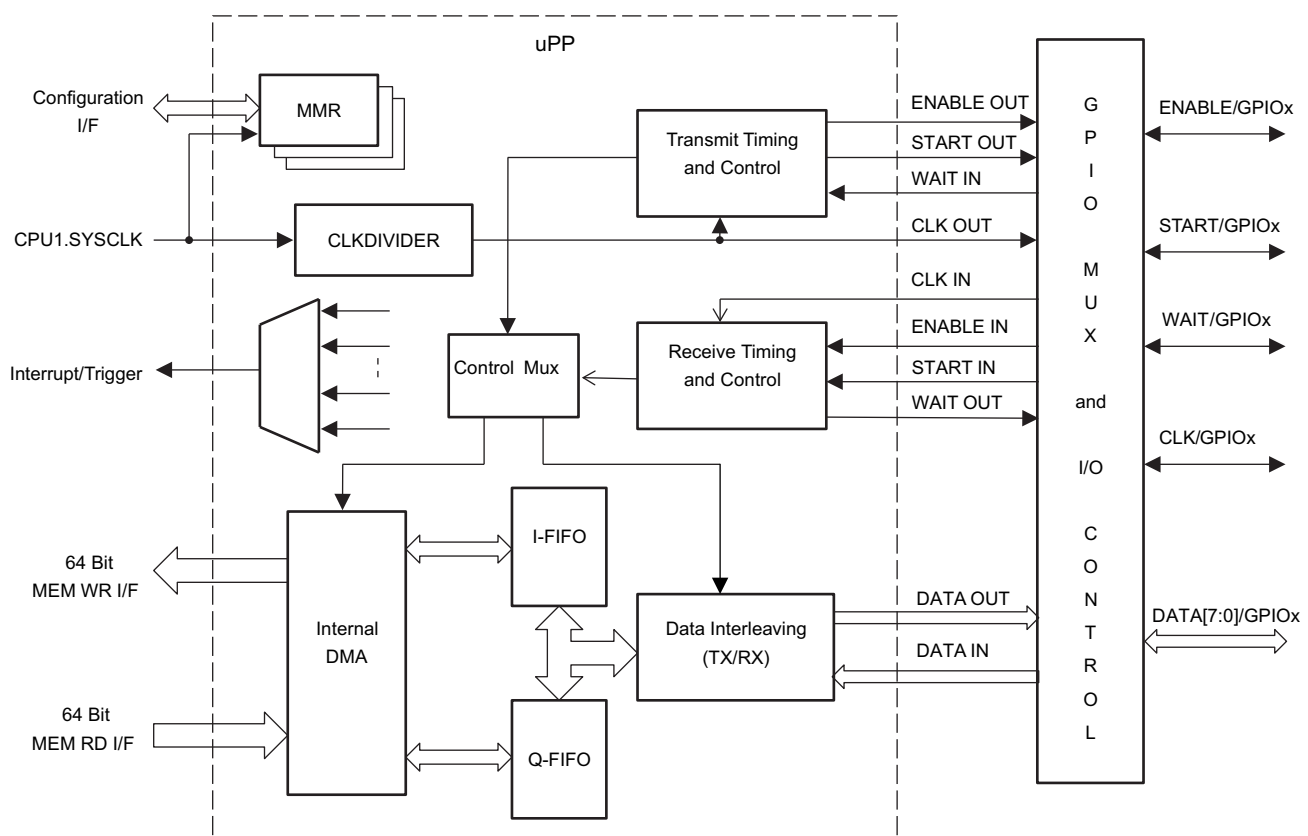 uPP
Configuration
I/F
MMR
CPU1.SYSCLK
CLKDIVIDER
Interrupt/Trigger
Transmit Timing
and Control
Control Mux
Receive Timing
and Control
ENABLE OUT
START OUT
WAIT IN
CLK OUT
CLK IN
ENABLE IN
START IN
WAIT OUT
64 Bit
MEM WR I/F
64 Bit
MEM RD I/F
Internal
DMA
I-FIFO
Q-FIFO
Data Interleaving
(TX/RX)
DATA OUT
DATA IN
G
P
I
O
M
U
X
and
I/O
C
O
N
T
R
O
L
ENABLE/GPIOx
START/GPIOx
WAIT/GPIOx
CLK/GPIOx
DATA[7:0]/GPIOx